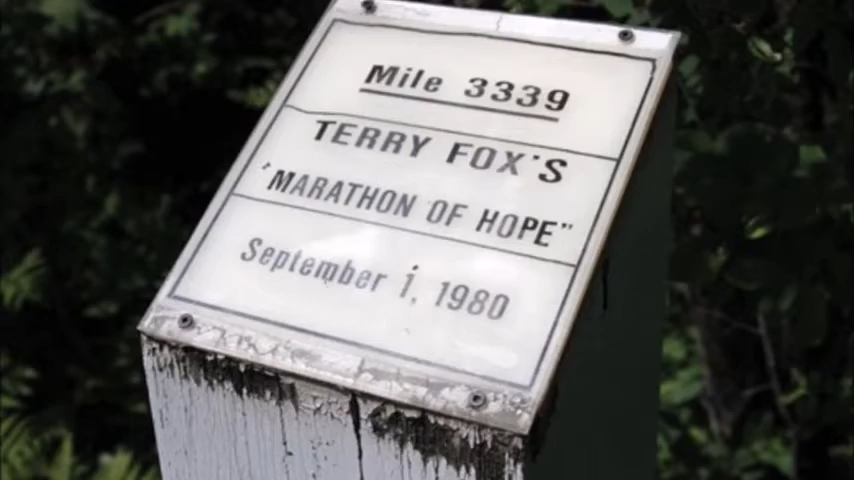 Mile 3339
TERRY FOX'S
"MARATHON OF HOPE"
September 1, 1980